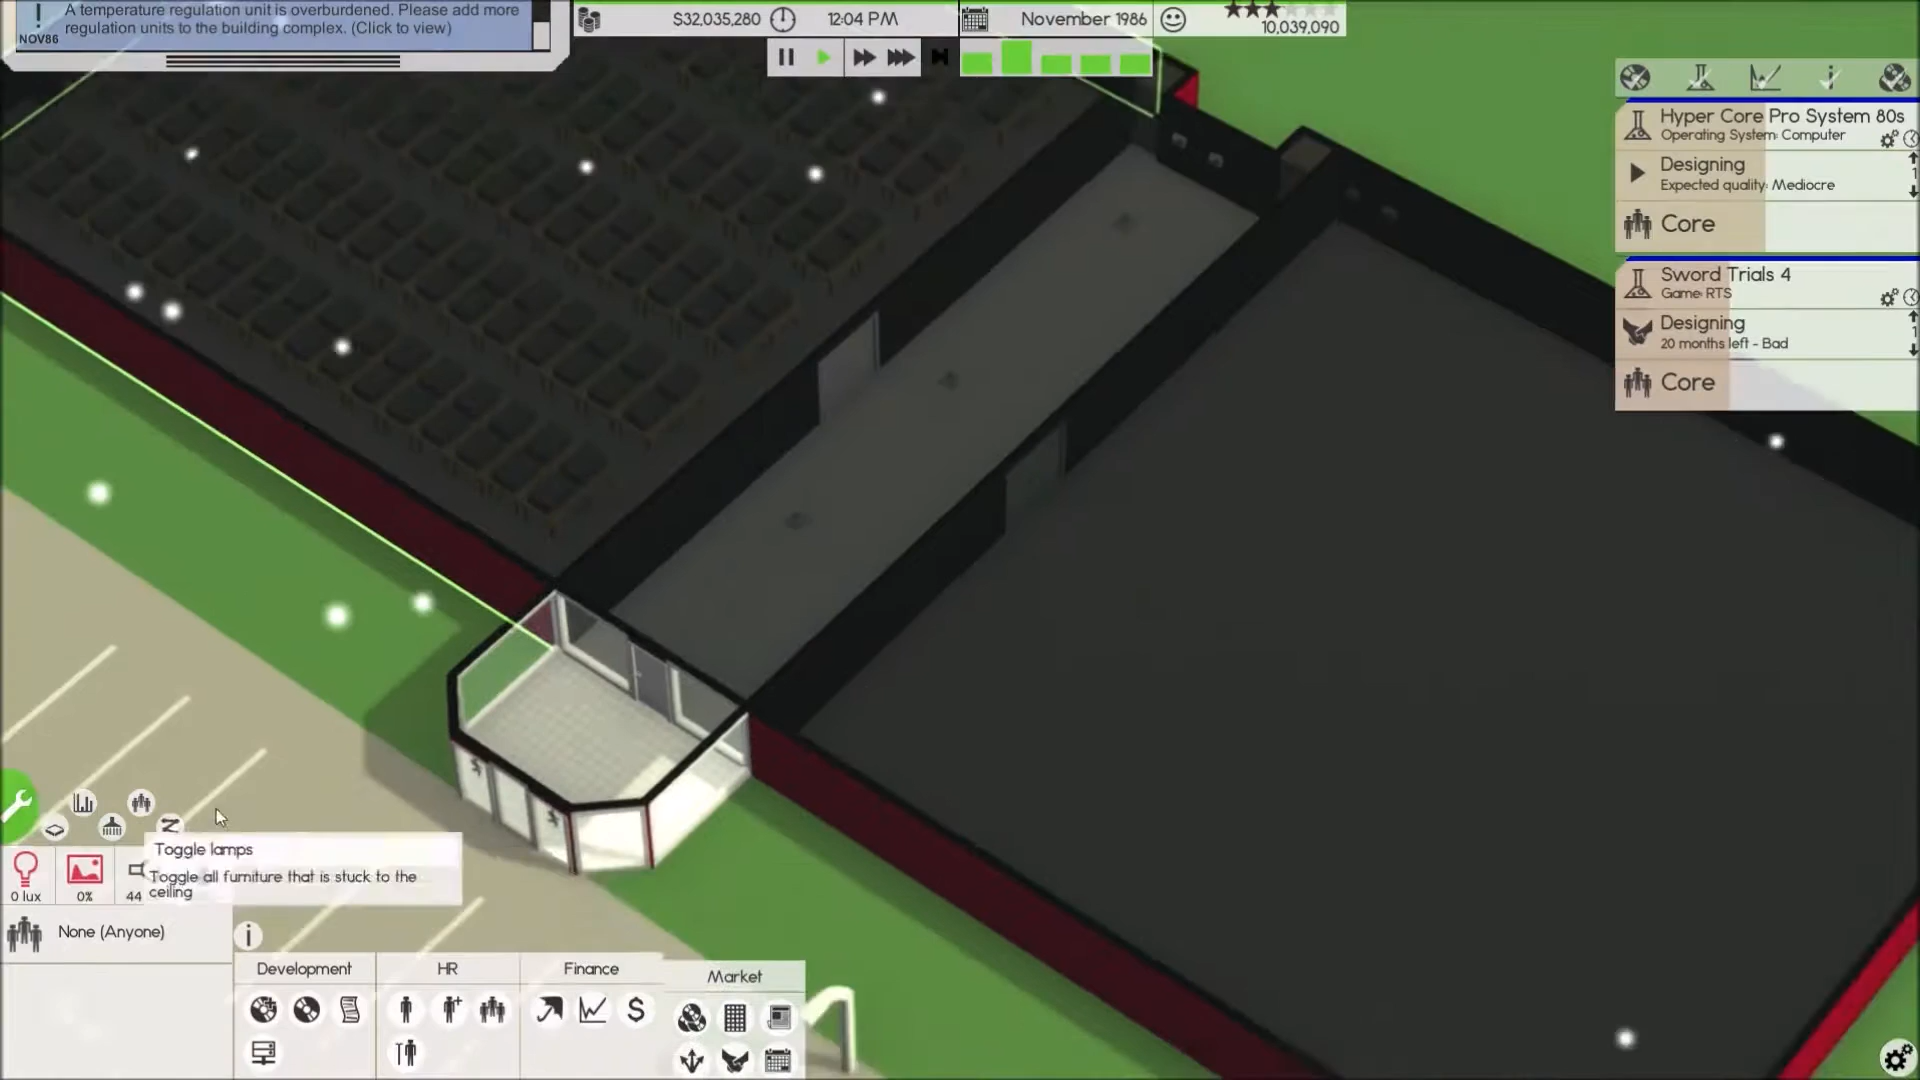 A temperature regulation unit is overburdened. Please add more
regulation units to the building complex. (Click to view)
NOV86
$32,035,280
12:04 PM
November 1986
10,039,090
Hyper Core Pro System 80s
Operating System: Computer
Designing
Expected quality: Mediocre
1
Core
Sword Trials 4
Game: RTS
Designing
20 months left - Bad
1
Core
Toggle lamps
Toggle all furniture that is stuck to the
ceiling
0 lux
0%
44
None (Anyone)
Development
HR
Finance
Market